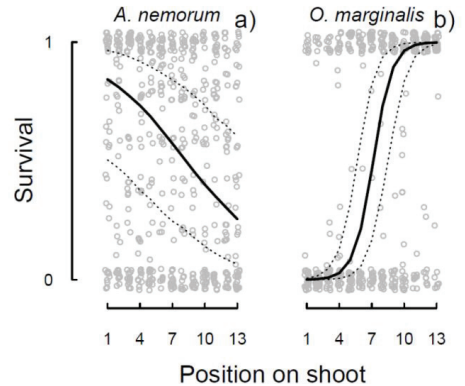 A. nemorum a)
O. marginalis b)
Survival
1
0
1 4 7 10 13
1 4 7 10 13
Position on shoot